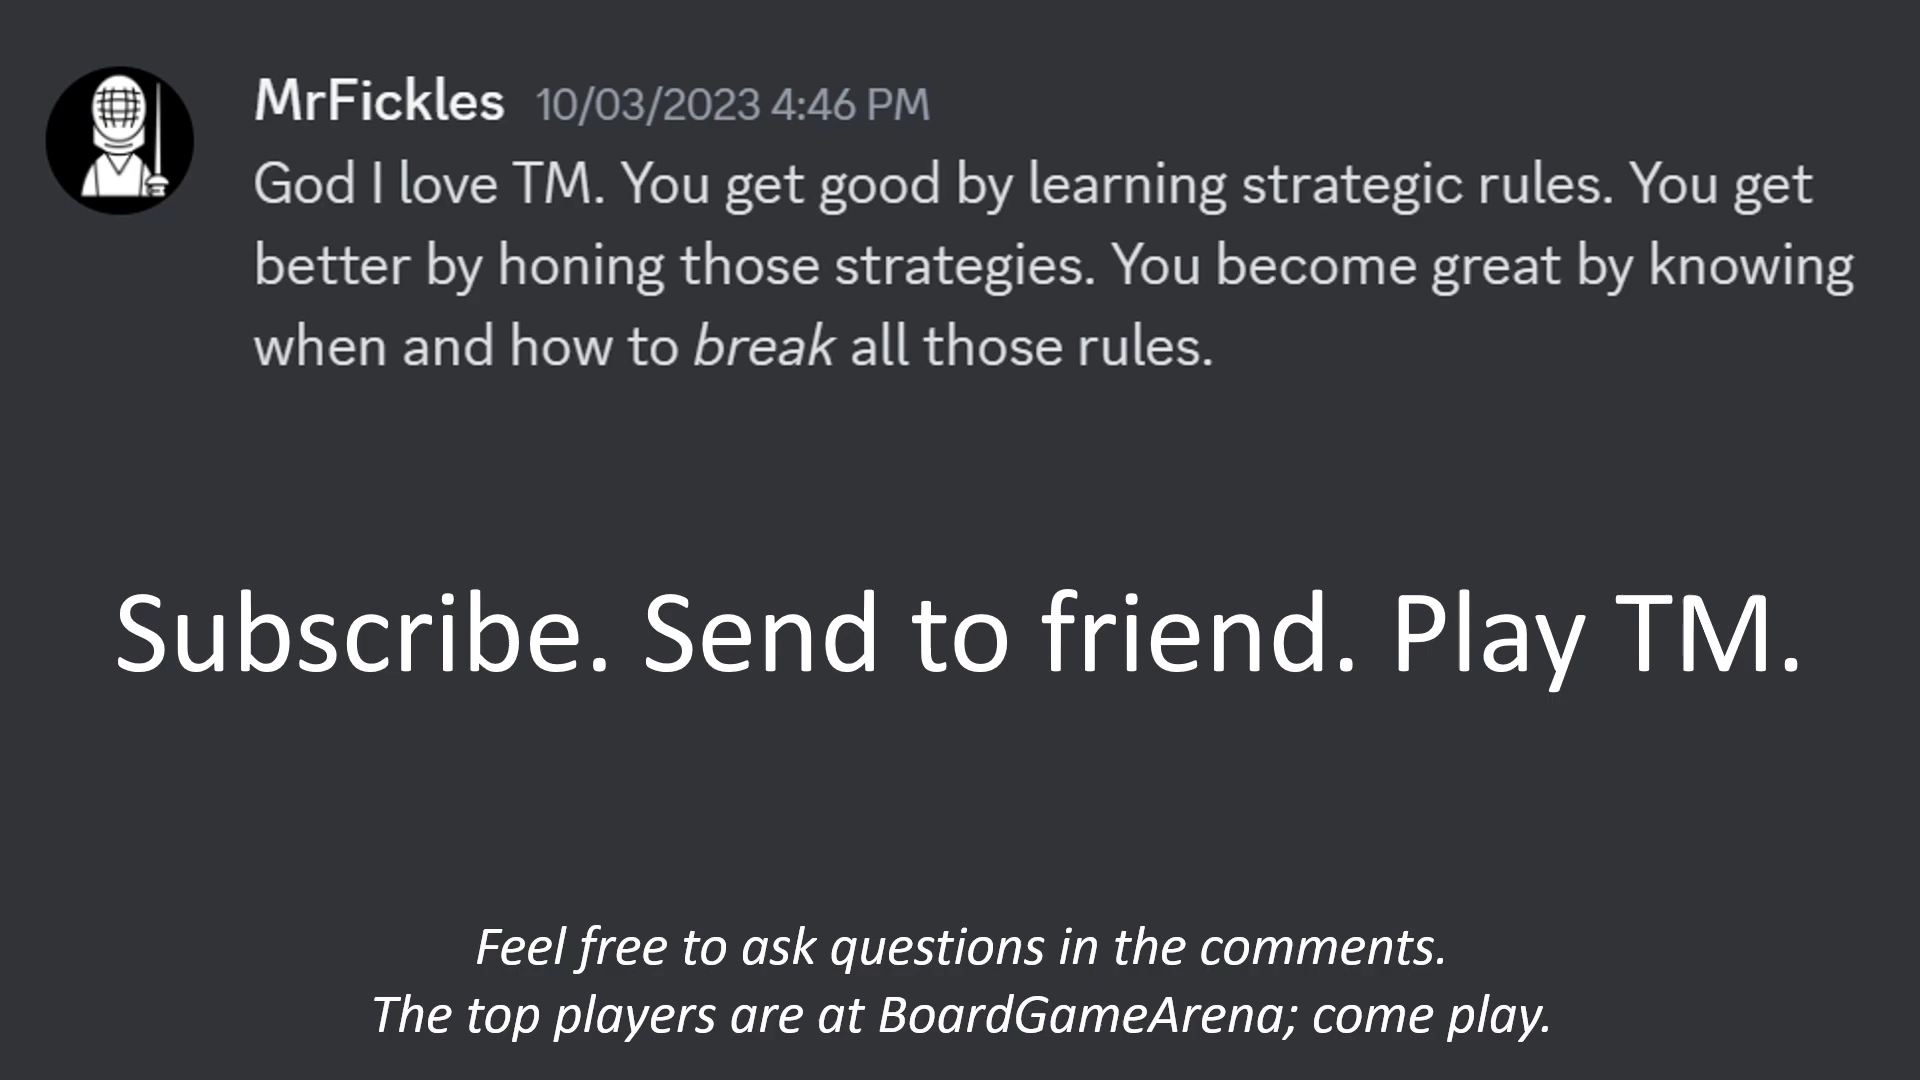 MrFickles 10/03/2023 4:46 PM
God I love TM. You get good by learning strategic rules. You get
better by honing those strategies. You become great by knowing
when and how to break all those rules.
Subscribe. Send to friend. Play TM.
Feel free to ask questions in the comments.
The top players are at BoardGameArena; come play.